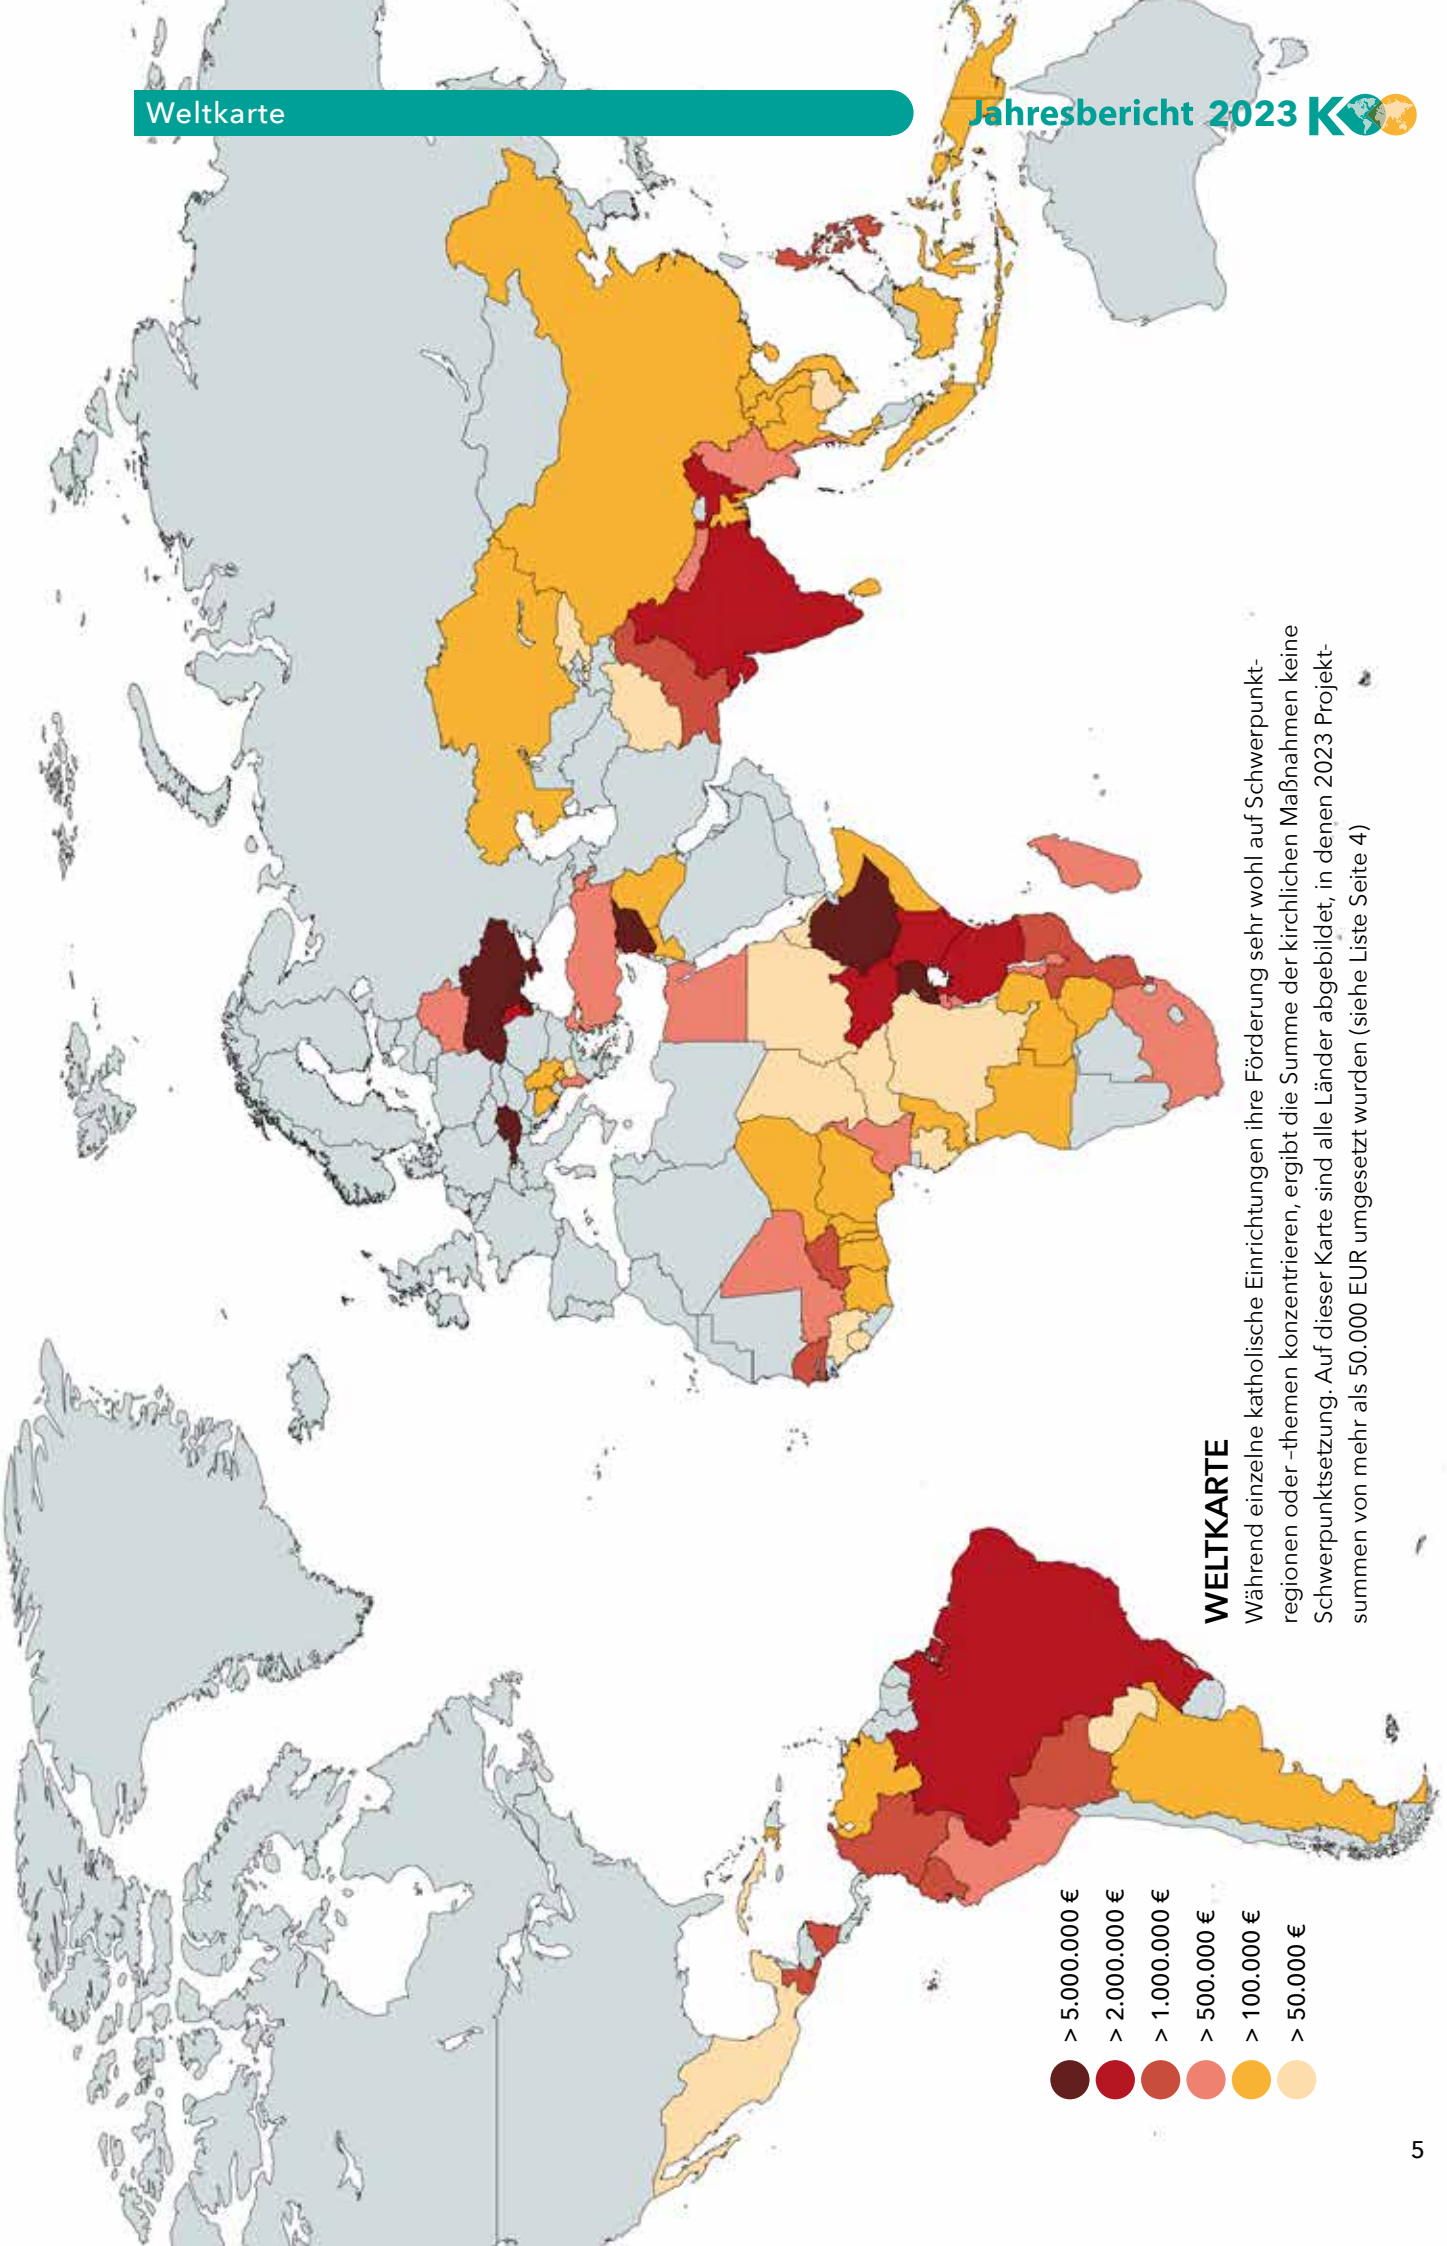 Weltkarte
Jahresbericht 2023 K
WELTKARTE
Während einzelne katholische Einrichtungen ihre Förderung sehr wohl auf Schwerpunkt-
regionen oder -themen konzentrieren, ergibt die Summe der kirchlichen Maßnahmen keine
Schwerpunktsetzung. Auf dieser Karte sind alle Länder abgebildet, in denen 2023 Projekt-
summen von mehr als 50.000 EUR umgesetzt wurden (siehe Liste Seite 4)
> 5.000.000 €
> 2.000.000 €
> 1.000.000 €
> 500.000 €
> 100.000 €
> 50.000 €
5